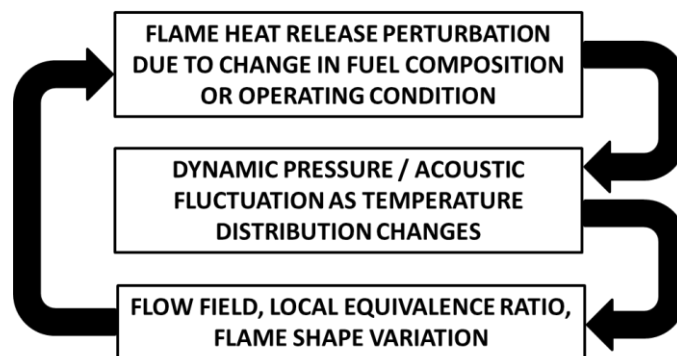 FLAME HEAT RELEASE PERTURBATION
DUE TO CHANGE IN FUEL COMPOSITION
OR OPERATING CONDITION
DYNAMIC PRESSURE / ACOUSTIC
FLUCTUATION AS TEMPERATURE
DISTRIBUTION CHANGES
FLOW FIELD, LOCAL EQUIVALENCE RATIO,
FLAME SHAPE VARIATION